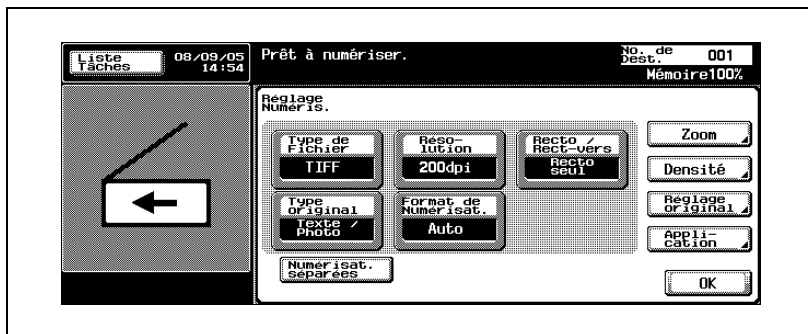 Liste
Tâches
08/09/05
14:54
Prêt à numériser.
No. de
Dest.
001
Mémoire100%
Réglage
Numéris.
Type de
Fichier
TIFF
Réso-
lution
200dpi
Recto /
Rect-vers
Recto
seul
Zoom
Densité
Type
original
Texte /
Photo
Format de
Numérisat.
Auto
Réglage
original
Appli-
cation
Numérisat.
séparées
OK